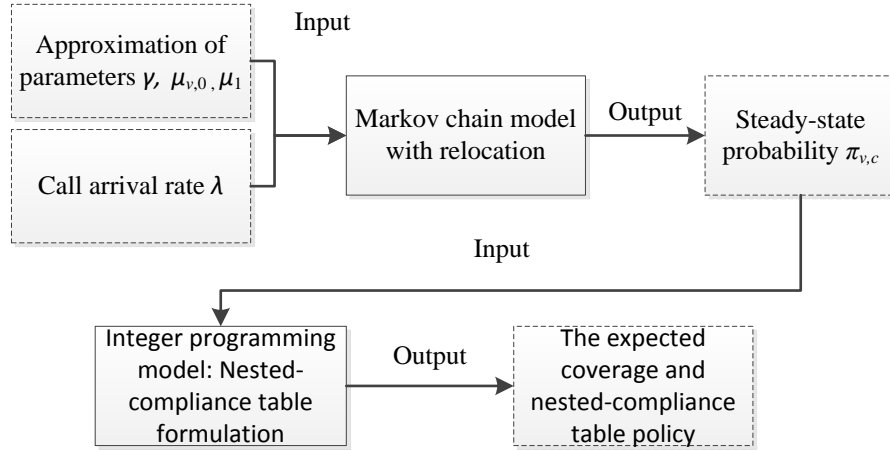 Input
Approximation of
parameters γ, μv,0 , μ1
Call arrival rate λ
Markov chain model
with relocation
Output
Steady-state
probability πv,c
Input
Integer programming
model: Nested-
compliance table
formulation
Output
The expected
coverage and
nested-compliance
table policy